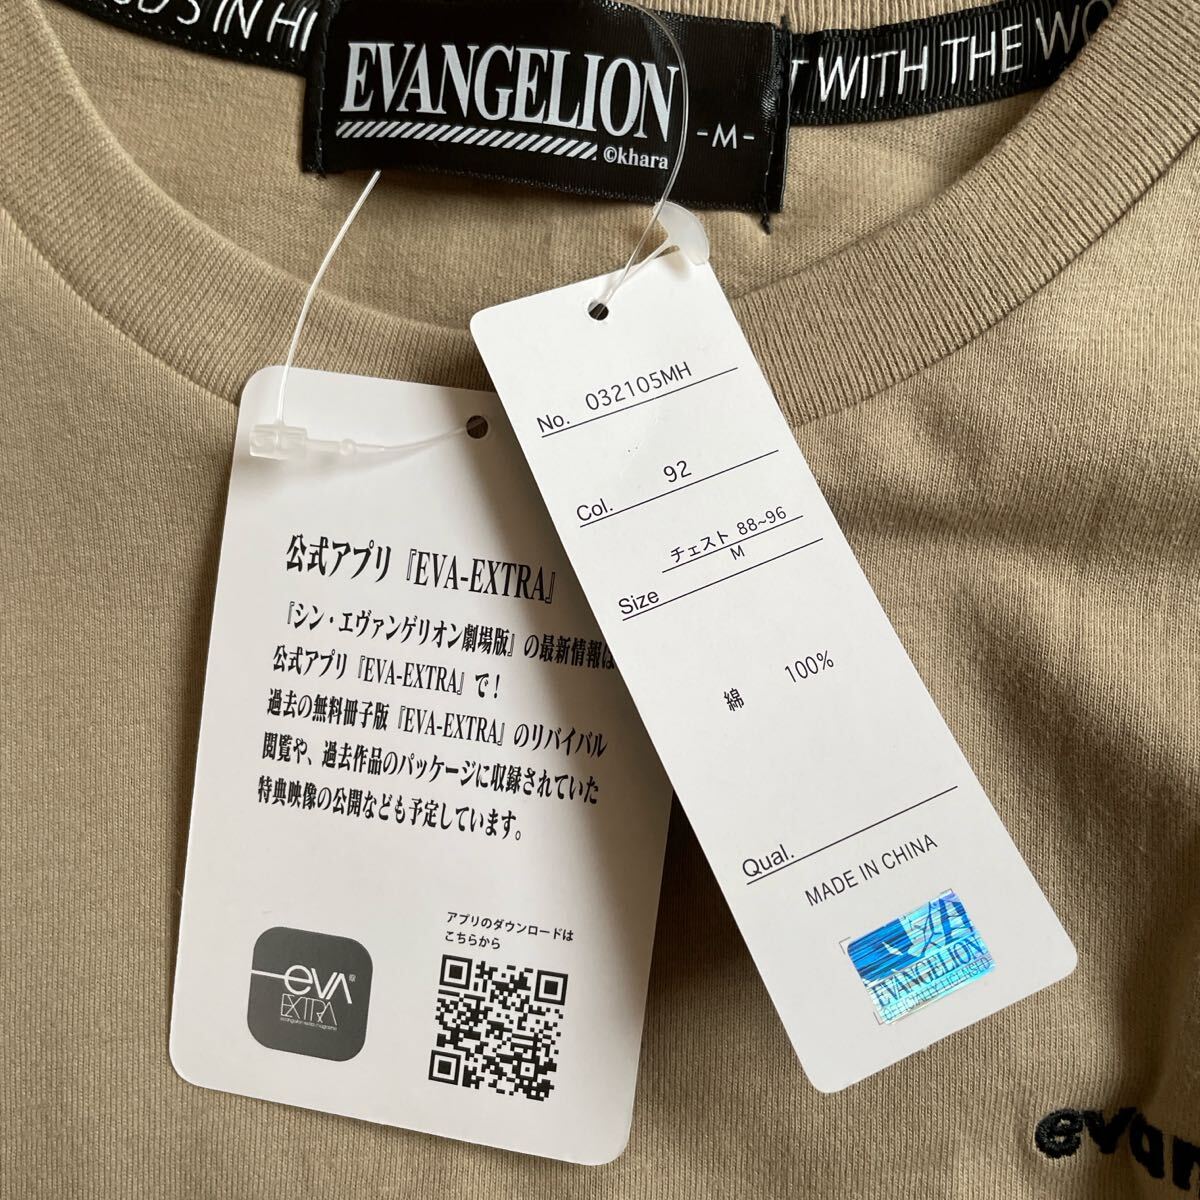 IN HI
EVANGELION
©khara
-M-
WITH THE WO
公式アプリ『EVA-EXTRA』
『シン・エヴァンゲリオン劇場版』の最新情報は
公式アプリ『EVA-EXTRA』で！
過去の無料冊子版『EVA-EXTRA』のリバイバル
閲覧や、過去作品のパッケージに収録されていた
特典映像の公開なども予定しています。
アプリのダウンロードは
こちらから
eva
EXTRA
No. 032105MH
Col. 92
チェスト 88~96
Size M
綿 100%
Qual.
MADE IN CHINA
EVANGELION
OFFICIALLY LICENSED
evan